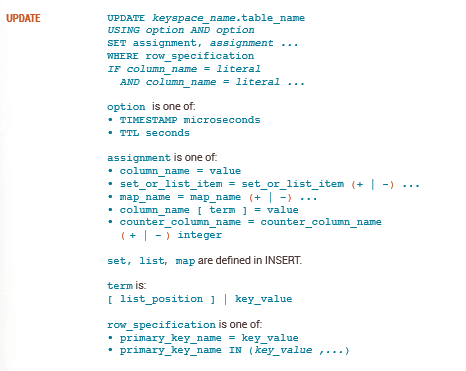 UPDATE
UPDATE keyspace_name.table_name
USING option AND option
SET assignment, assignment ...
WHERE row_specification
IF column_name = literal
AND column_name = literal ...
option is one of:
• TIMESTAMP microseconds
• TTL seconds
assignment is one of:
• column_name = value
• set_or_list_item = set_or_list_item (+ | -) ...
• map_name = map_name (+ | -) ...
• column_name [ term ] = value
• counter_column_name = counter_column_name
(+ | -) integer
set, list, map are defined in INSERT.
term is:
[ list_position ] | key_value
row_specification is one of:
• primary_key_name = key_value
• primary_key_name IN (key_value ,...)